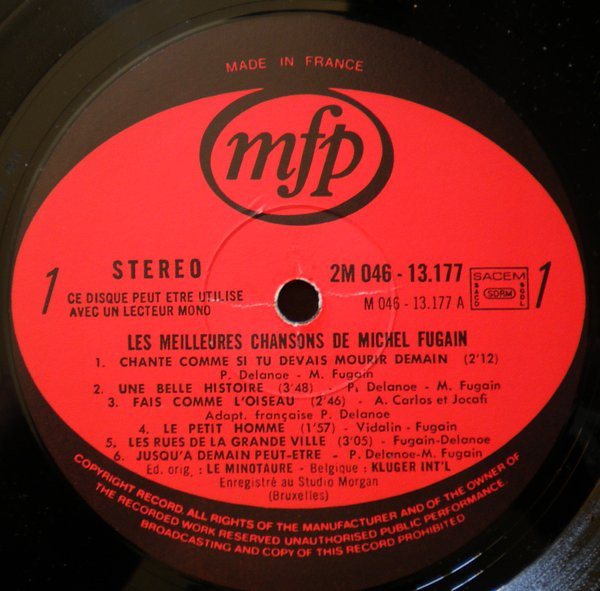 MADE IN FRANCE
mfp
1
STEREO
CE DISQUE PEUT ETRE UTILISE
AVEC UN LECTEUR MONO
2M 046 - 13.177
M 046 - 13.177 A
SACEM
SACD
SDRM
SGDL
1
LES MEILLEURES CHANSONS DE MICHEL FUGAIN
1. CHANTE COMME SI TU DEVAIS MOURIR DEMAIN (2'12)
P. Delanoe - M. Fugain
2. UNE BELLE HISTOIRE (3'48) - P. Delanoe - M. Fugain
3. FAIS COMME L'OISEAU (2'46) - A. Carlos et Jocafi
Adapt. française P. Delanoe
4. LE PETIT HOMME (1'57) - Vidalin - Fugain
5. LES RUES DE LA GRANDE VILLE (3'05) - Fugain-Delanoe
6. JUSQU'A DEMAIN PEUT-ETRE - P. Delanoe-M. Fugain
Ed. orig. : LE MINOTAURE - Belgique : KLUGER INT'L
Enregistré au Studio Morgan
(Bruxelles)
COPYRIGHT RECORD. ALL RIGHTS OF THE MANUFACTURER AND OF THE OWNER OF
THE RECORDED WORK RESERVED UNAUTHORISED PUBLIC PERFORMANCE.
BROADCASTING AND COPY OF THIS RECORD PROHIBITED